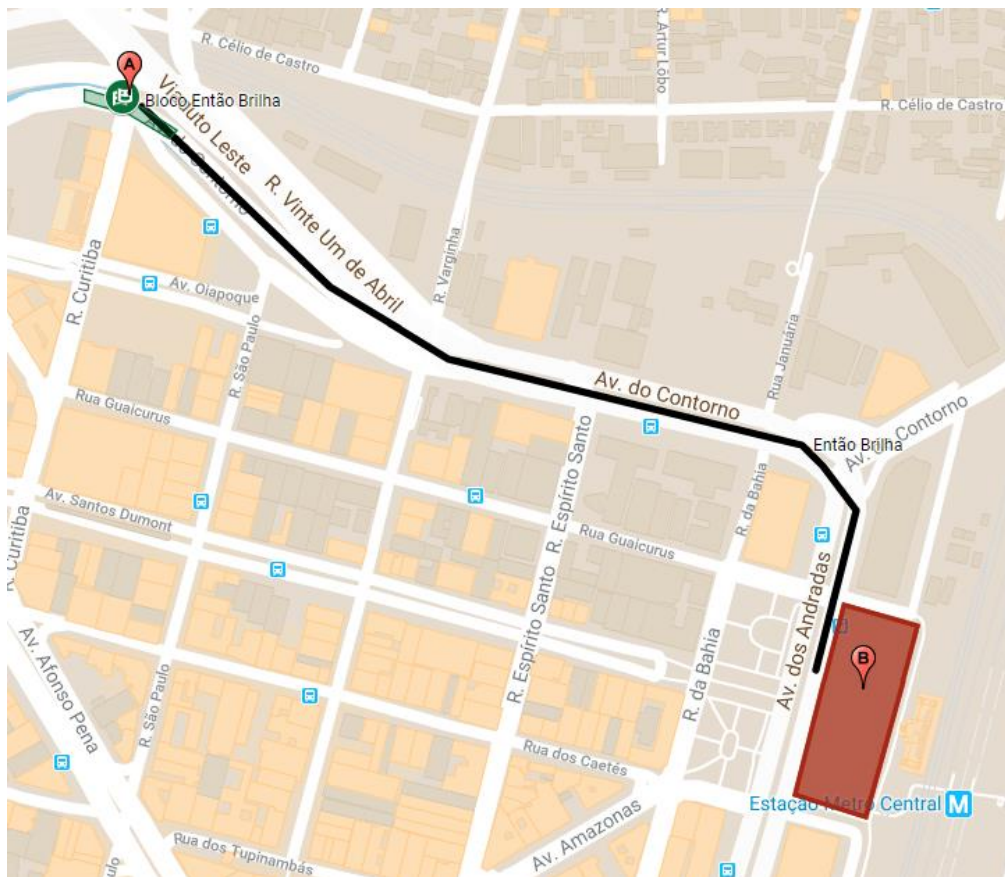 R. Célio de Castro
R. Artur Lôbo
A
Bloco Então Brilha
Viaduto Leste
R. Célio de Castro
do Contorno
R. Vinte Um de Abril
R. Varginha
R. Curitiba
Av. Oiapoque
R. São Paulo
Rua Januária
Av. do Contorno
Rua Guaicurus
Então Brilha
Contorno
R. Espírito Santo
R. da Bahia
Av. Santos Dumont
Rua Guaicurus
R. Curitiba
Av. dos Andradas
R. Espírito Santo
R. da Bahia
B
Av. Afonso Pena
R. São Paulo
Rua dos Caetés
Estação Metro Central
M
Av. Amazonas
Rua dos Tupinambás